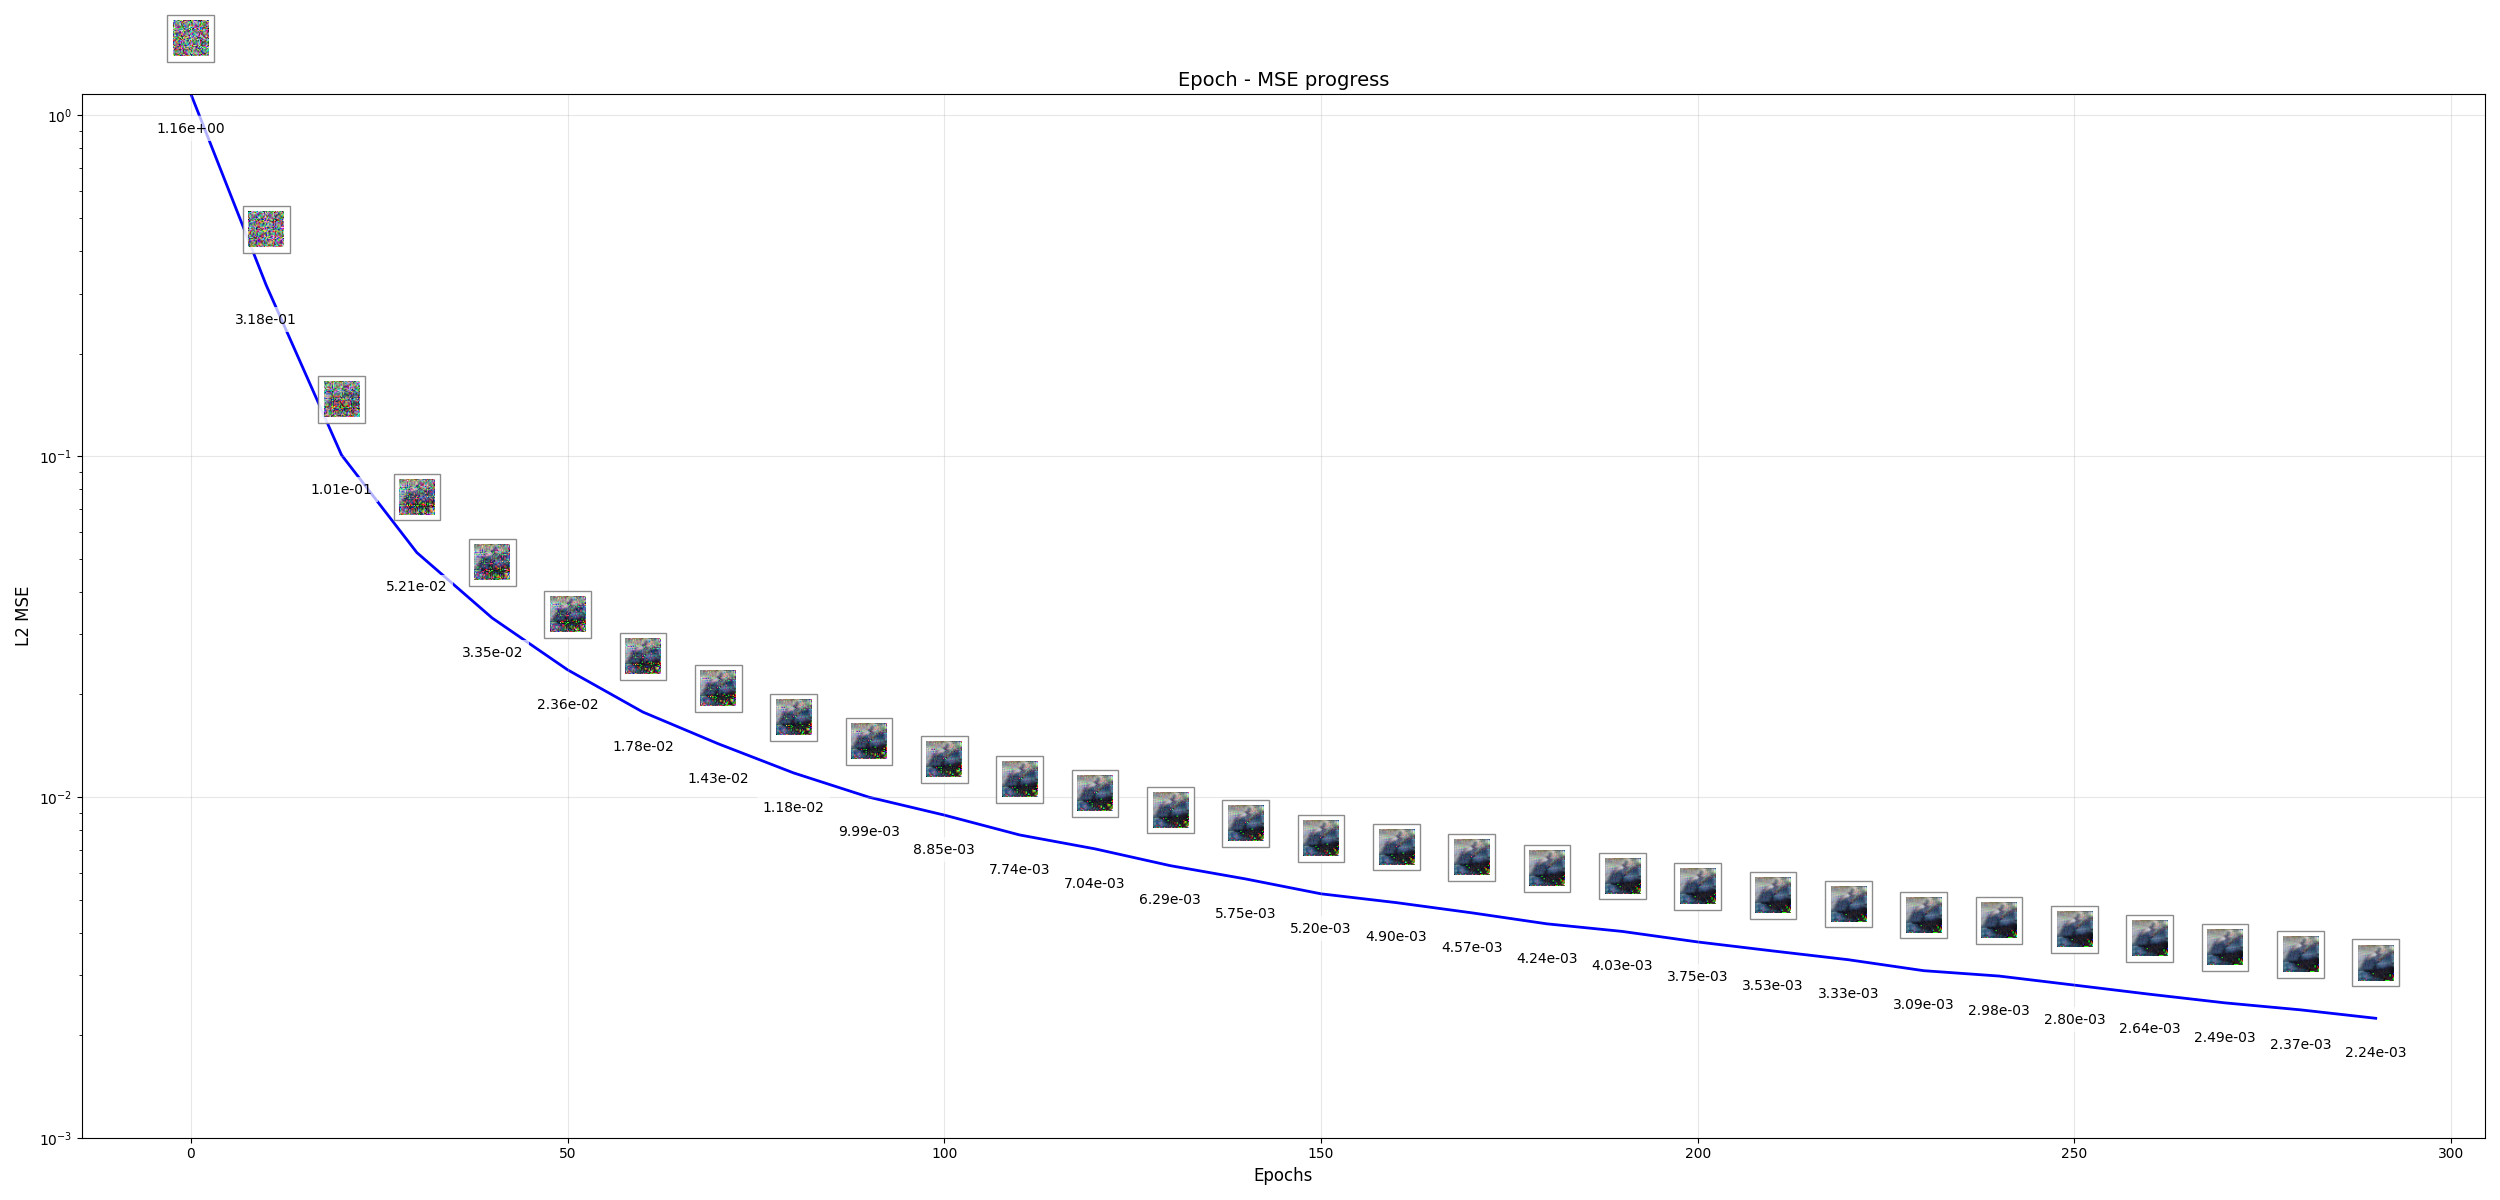 Epoch - MSE progress
L2 MSE
10⁰
10⁻¹
10⁻²
10⁻³
1.16e+00
3.18e-01
1.01e-01
5.21e-02
3.35e-02
2.36e-02
1.78e-02
1.43e-02
1.18e-02
9.99e-03
8.85e-03
7.74e-03
7.04e-03
6.29e-03
5.75e-03
5.20e-03
4.90e-03
4.57e-03
4.24e-03
4.03e-03
3.75e-03
3.53e-03
3.33e-03
3.09e-03
2.98e-03
2.80e-03
2.64e-03
2.49e-03
2.37e-03
2.24e-03
0 50 100 150 200 250 300
Epochs